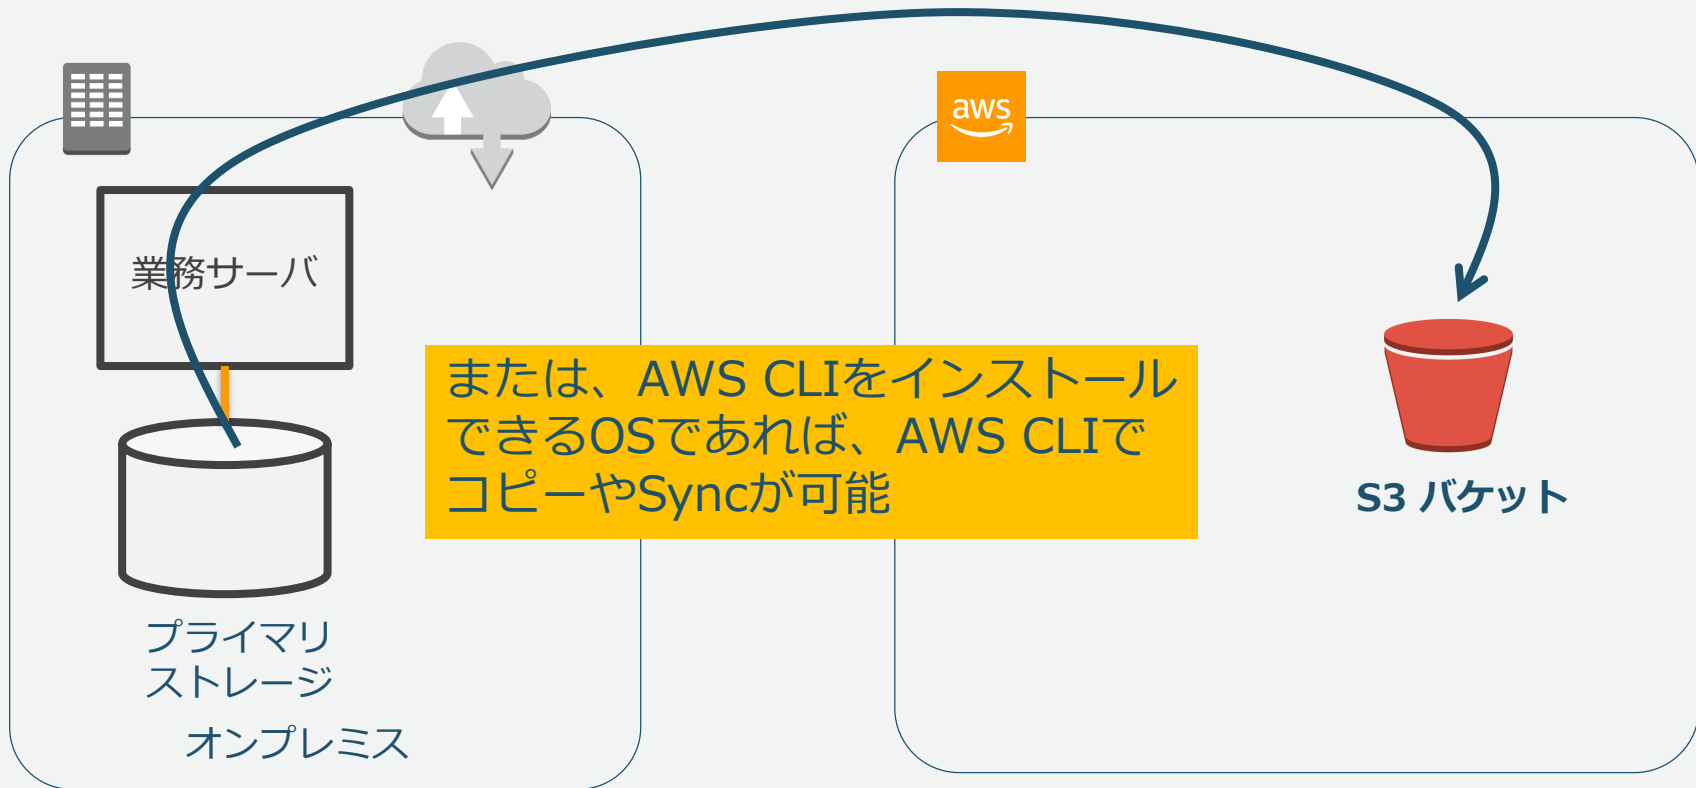 aws
業務サーバ
または、AWS CLIをインストール
できるOSであれば、AWS CLIで
コピーやSyncが可能
S3 バケット
プライマリ
ストレージ
オンプレミス